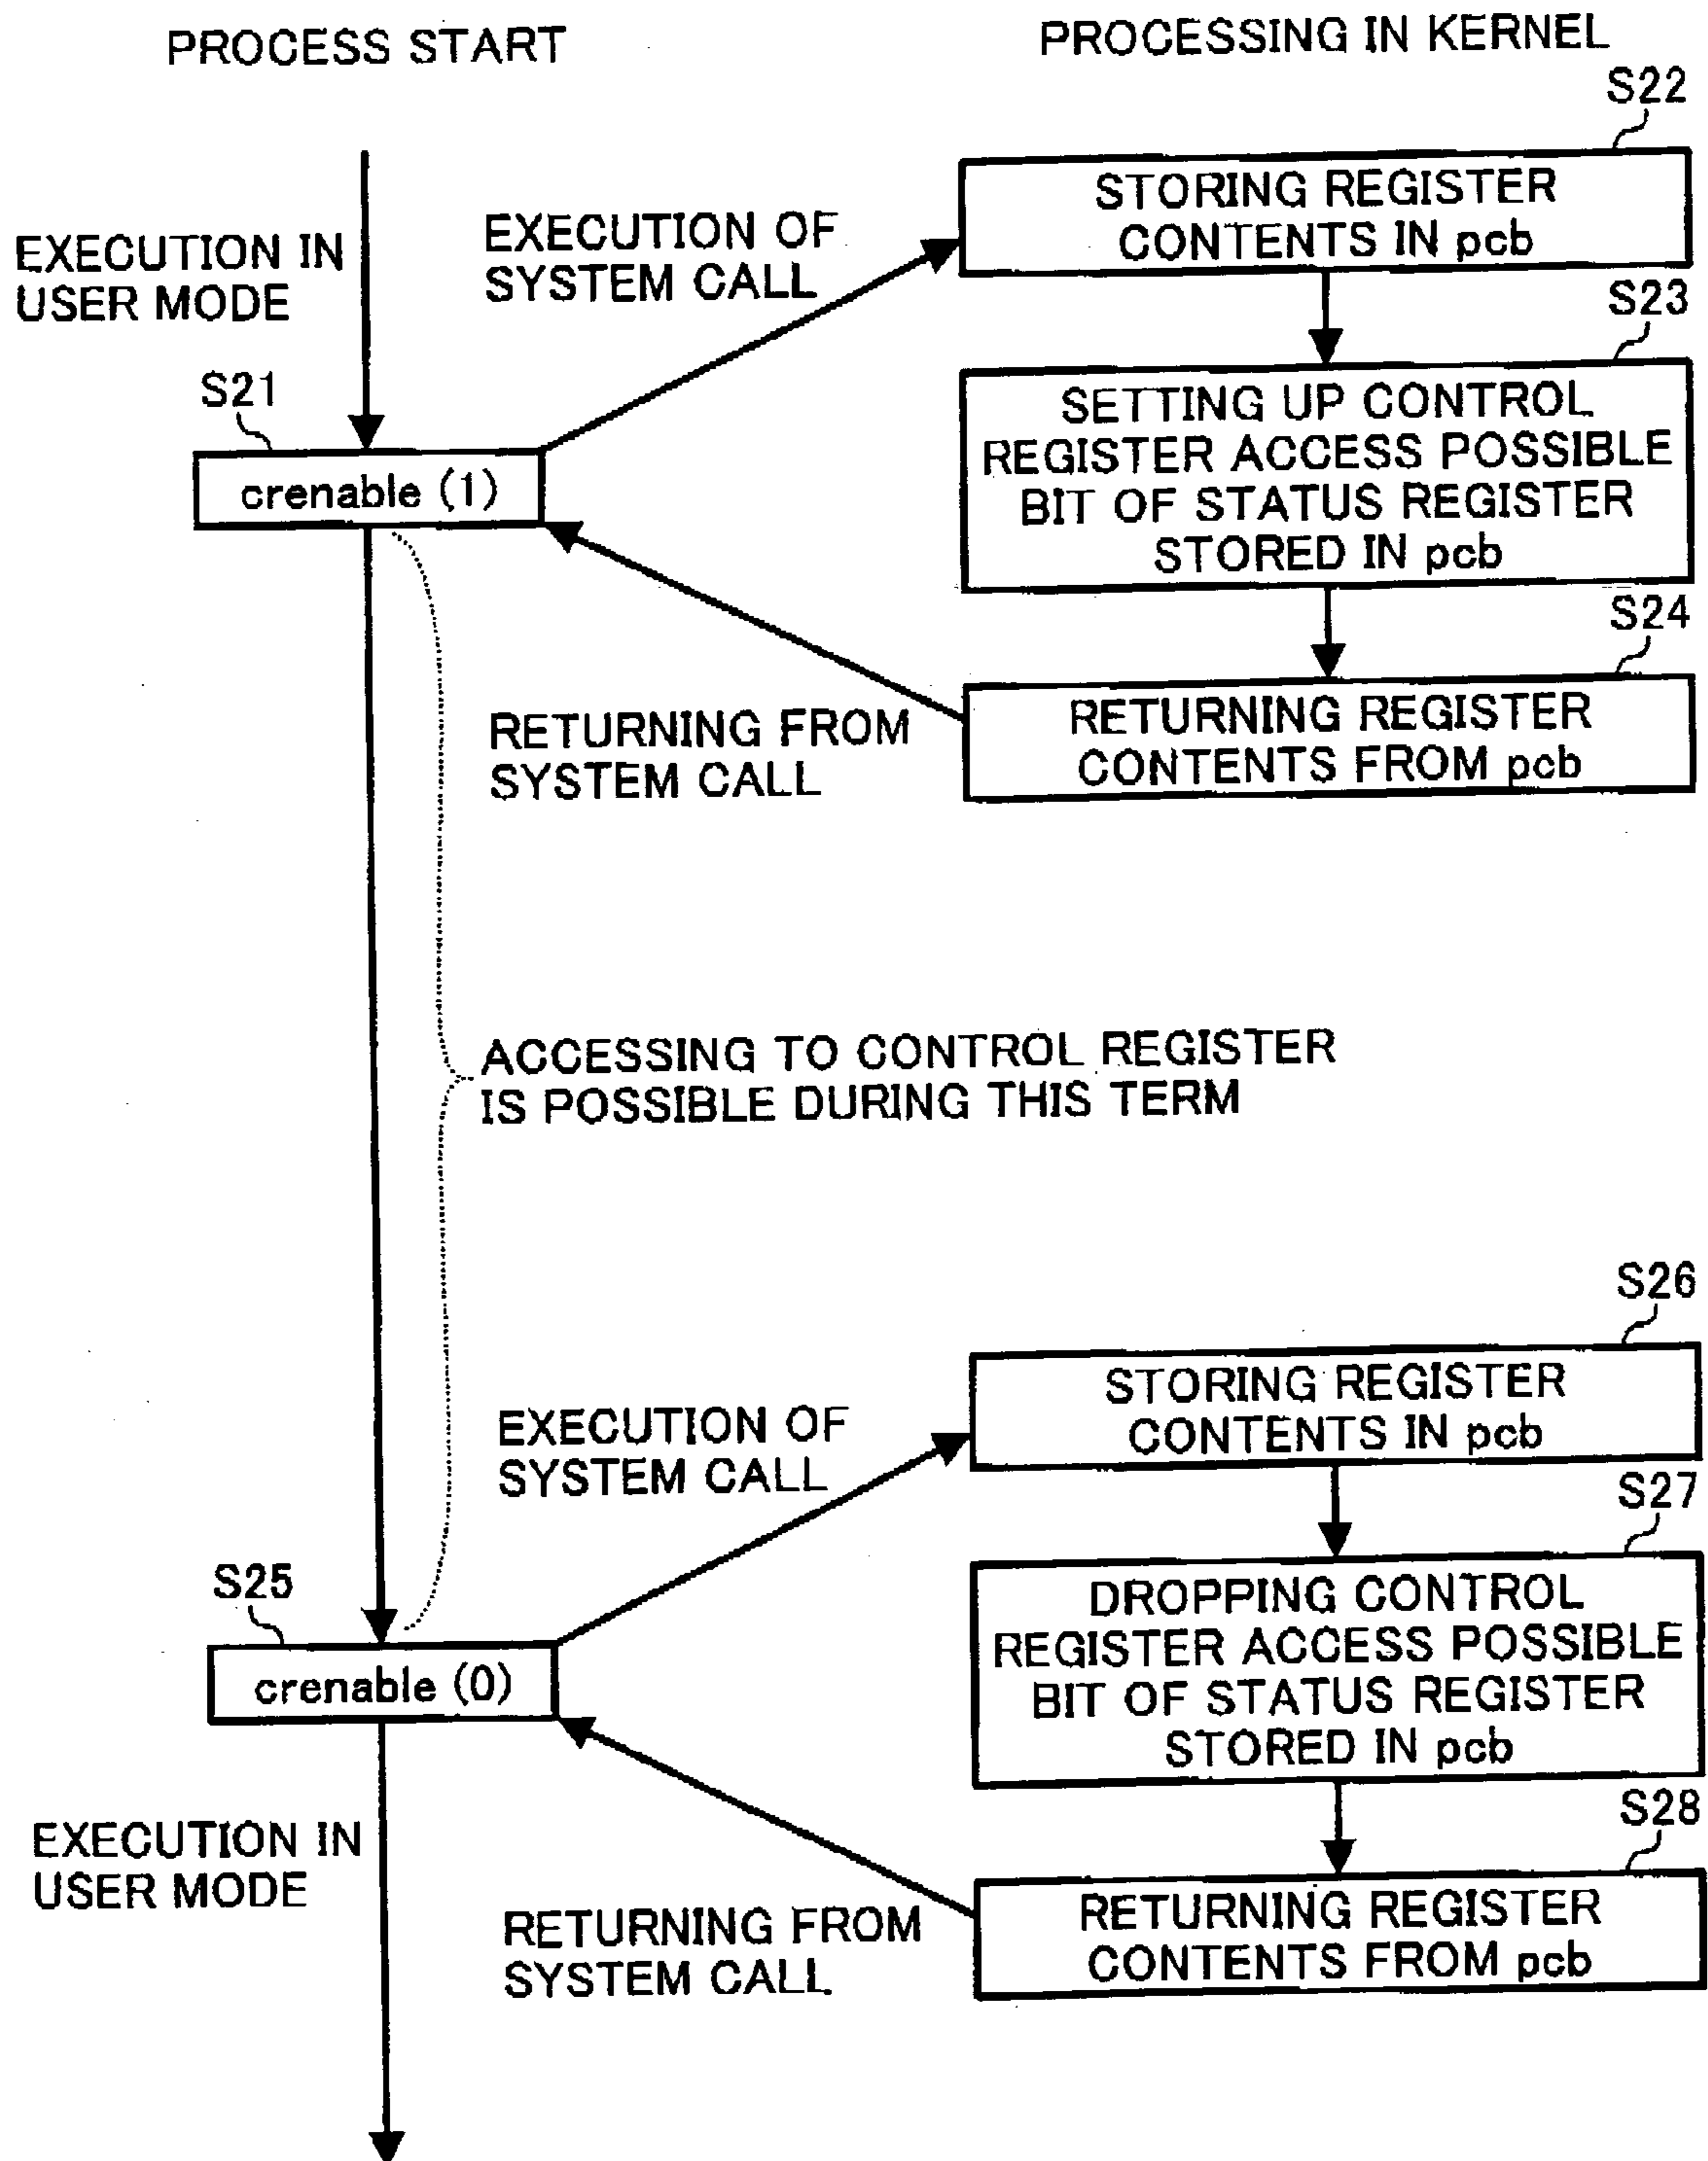 PROCESS START
PROCESSING IN KERNEL
S22
STORING REGISTER
CONTENTS IN pcb
EXECUTION OF
SYSTEM CALL
EXECUTION IN
USER MODE
S23
SETTING UP CONTROL
REGISTER ACCESS POSSIBLE
BIT OF STATUS REGISTER
STORED IN pcb
S21
crenable (1)
S24
RETURNING REGISTER
CONTENTS FROM pcb
RETURNING FROM
SYSTEM CALL
ACCESSING TO CONTROL REGISTER
IS POSSIBLE DURING THIS TERM
S26
STORING REGISTER
CONTENTS IN pcb
EXECUTION OF
SYSTEM CALL
S27
DROPPING CONTROL
REGISTER ACCESS POSSIBLE
BIT OF STATUS REGISTER
STORED IN pcb
S25
crenable (0)
S28
RETURNING REGISTER
CONTENTS FROM pcb
EXECUTION IN
USER MODE
RETURNING FROM
SYSTEM CALL